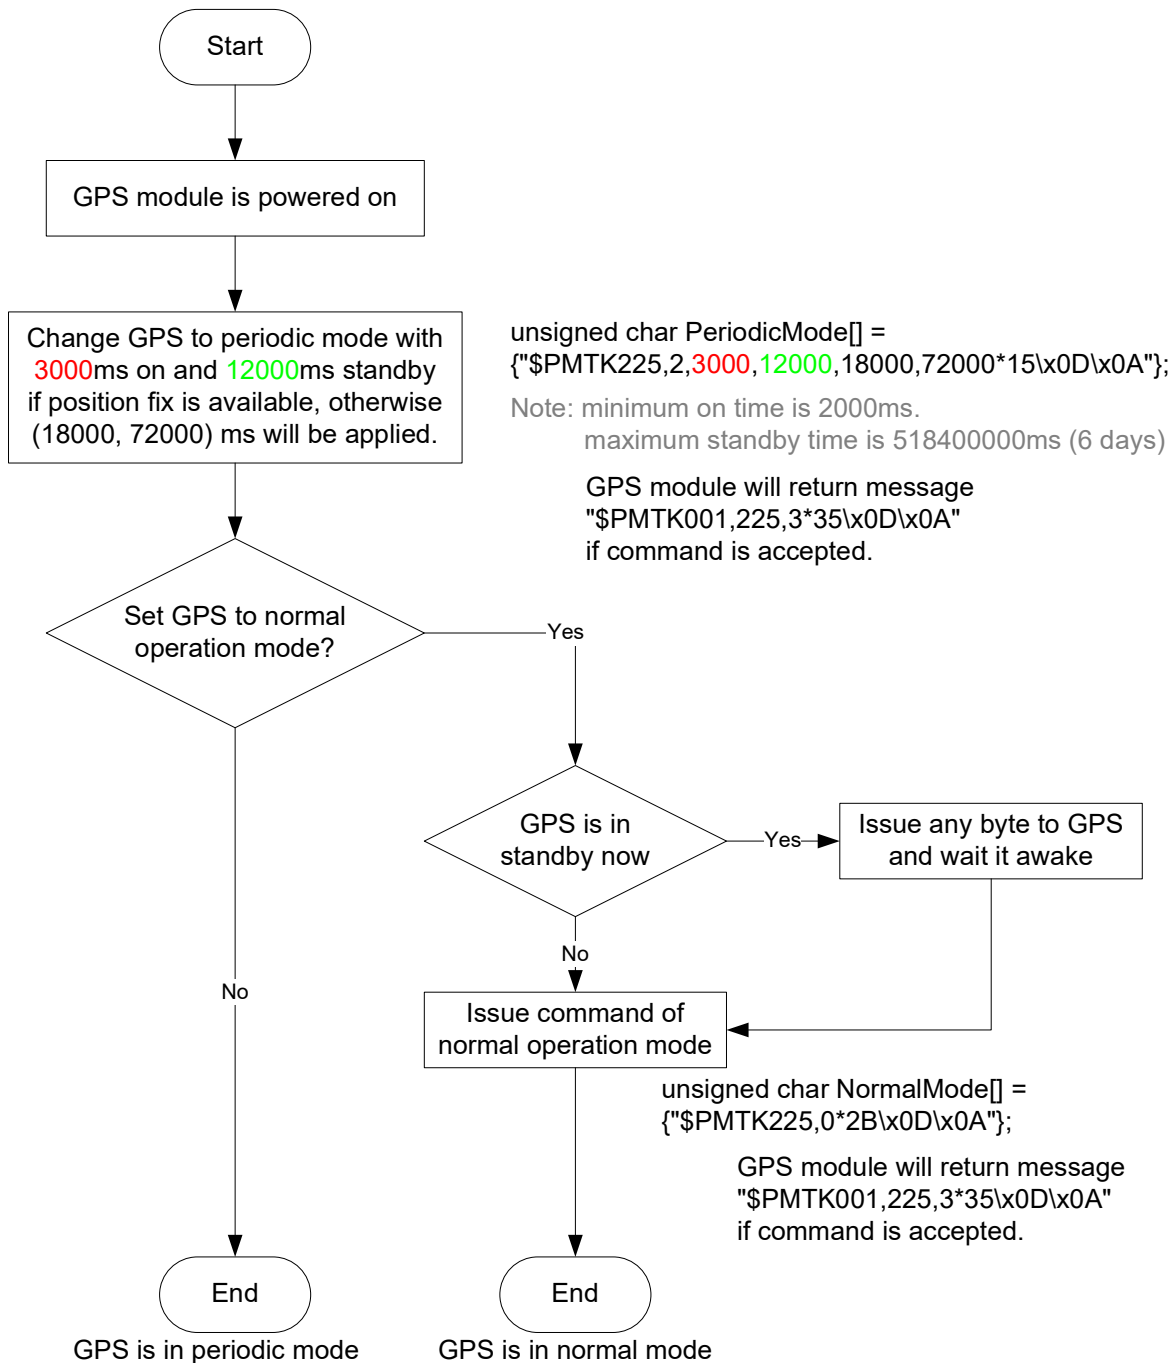 Start
GPS module is powered on
Change GPS to periodic mode with
3000ms on and 12000ms standby
if position fix is available, otherwise
(18000, 72000) ms will be applied.
unsigned char PeriodicMode[] =
{"$PMTK225,2,3000,12000,18000,72000*15\x0D\x0A"};
Note: minimum on time is 2000ms.
maximum standby time is 518400000ms (6 days)
GPS module will return message
"$PMTK001,225,3*35\x0D\x0A"
if command is accepted.
Set GPS to normal
operation mode?
Yes
GPS is in
standby now
Yes
Issue any byte to GPS
and wait it awake
No
No
Issue command of
normal operation mode
unsigned char NormalMode[] =
{"$PMTK225,0*2B\x0D\x0A"};
GPS module will return message
"$PMTK001,225,3*35\x0D\x0A"
if command is accepted.
End
GPS is in periodic mode
End
GPS is in normal mode